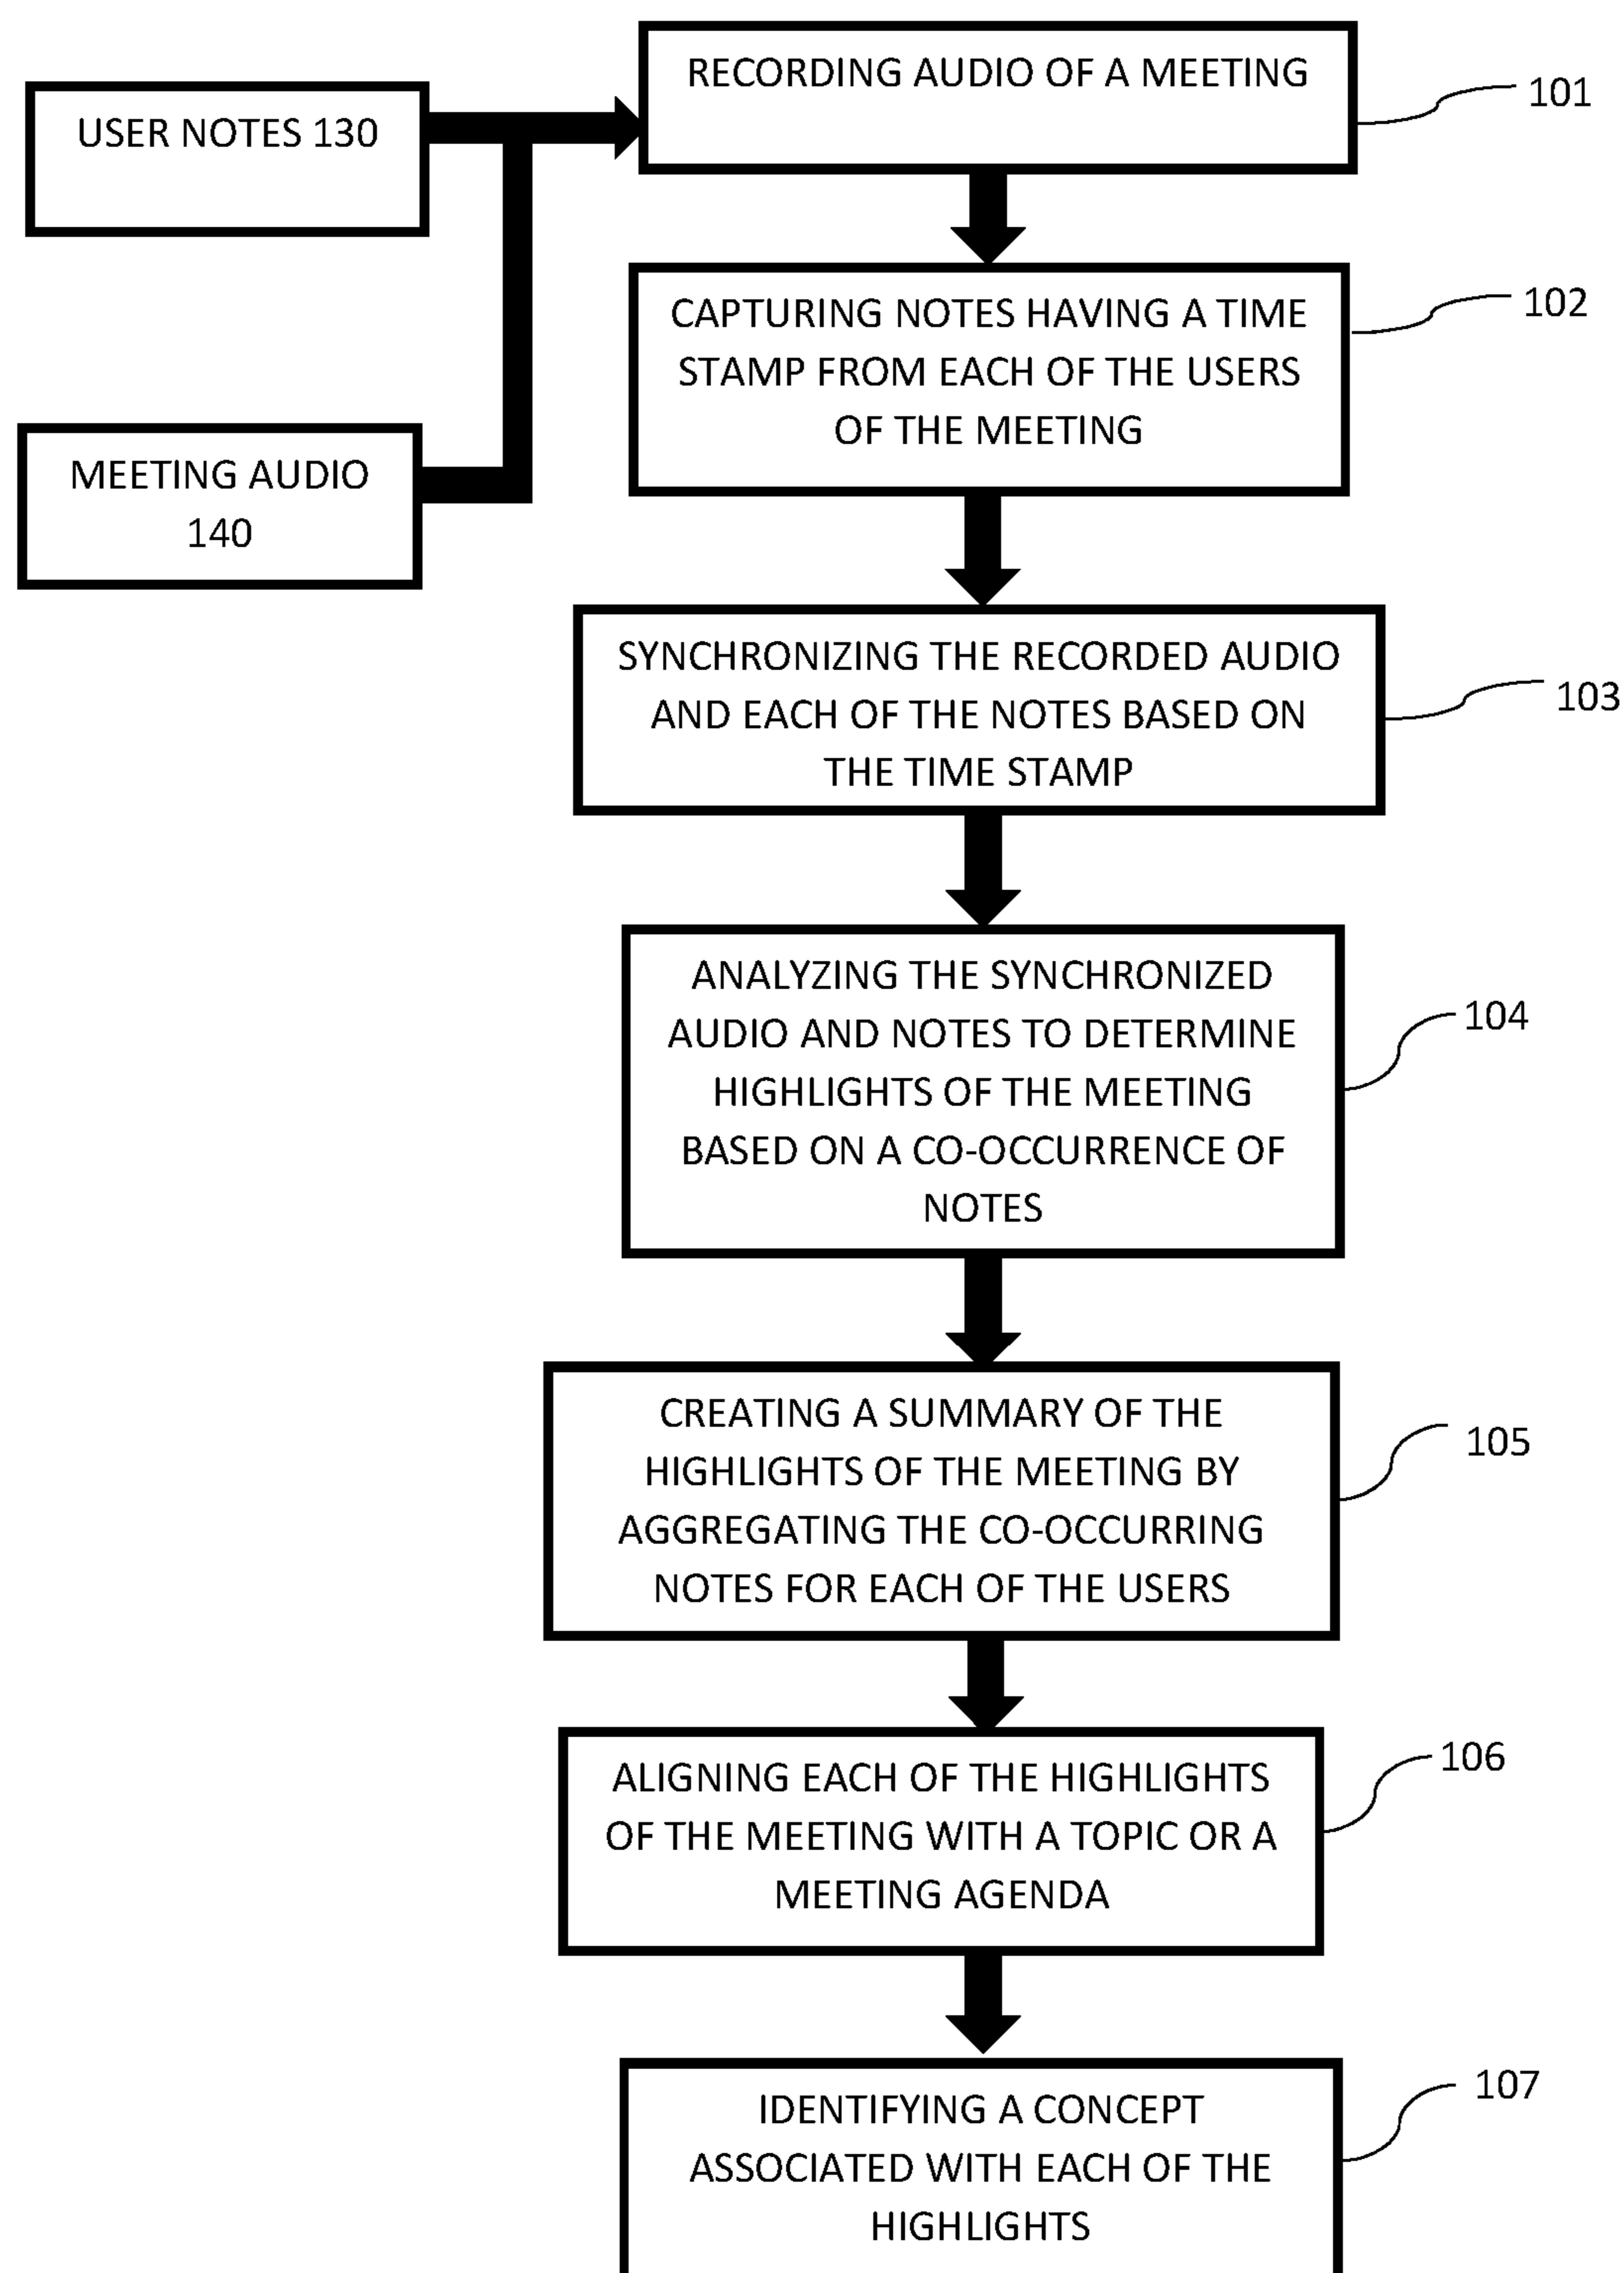 RECORDING AUDIO OF A MEETING
101
USER NOTES 130
CAPTURING NOTES HAVING A TIME
STAMP FROM EACH OF THE USERS
OF THE MEETING
102
MEETING AUDIO
140
SYNCHRONIZING THE RECORDED AUDIO
AND EACH OF THE NOTES BASED ON
THE TIME STAMP
103
ANALYZING THE SYNCHRONIZED
AUDIO AND NOTES TO DETERMINE
HIGHLIGHTS OF THE MEETING
BASED ON A CO-OCCURRENCE OF
NOTES
104
CREATING A SUMMARY OF THE
HIGHLIGHTS OF THE MEETING BY
AGGREGATING THE CO-OCCURRING
NOTES FOR EACH OF THE USERS
105
ALIGNING EACH OF THE HIGHLIGHTS
OF THE MEETING WITH A TOPIC OR A
MEETING AGENDA
106
IDENTIFYING A CONCEPT
ASSOCIATED WITH EACH OF THE
HIGHLIGHTS
107